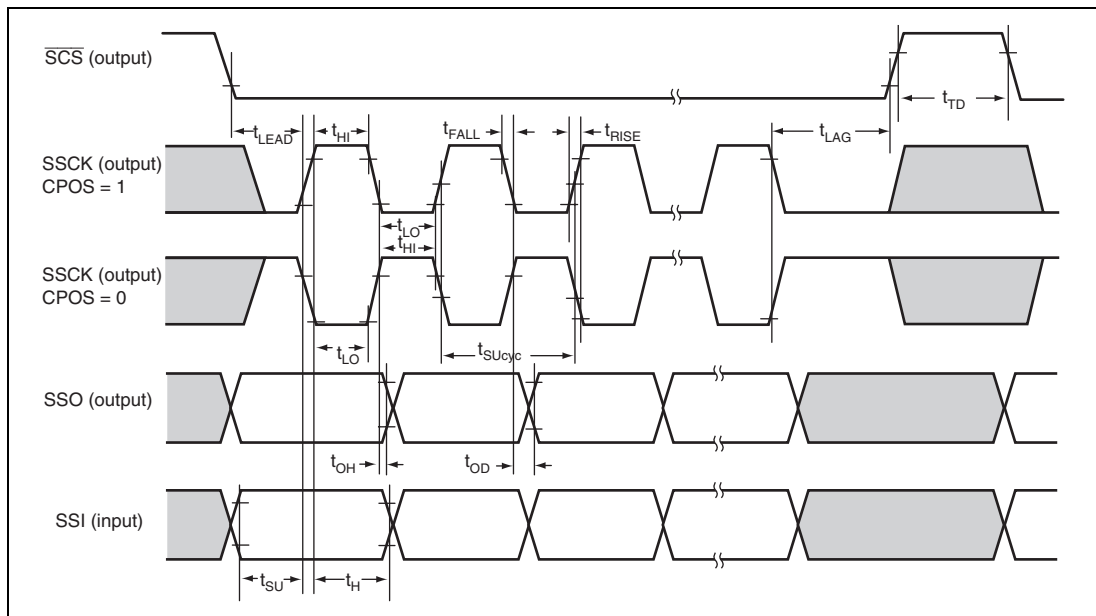 SCS (output)
tTD
tLEAD
tHI
tFALL
tRISE
tLAG
SSCK (output)
CPOS = 1
tLO
tHI
SSCK (output)
CPOS = 0
tLO
tSUcyc
SSO (output)
tOH
tOD
SSI (input)
tSU
tH